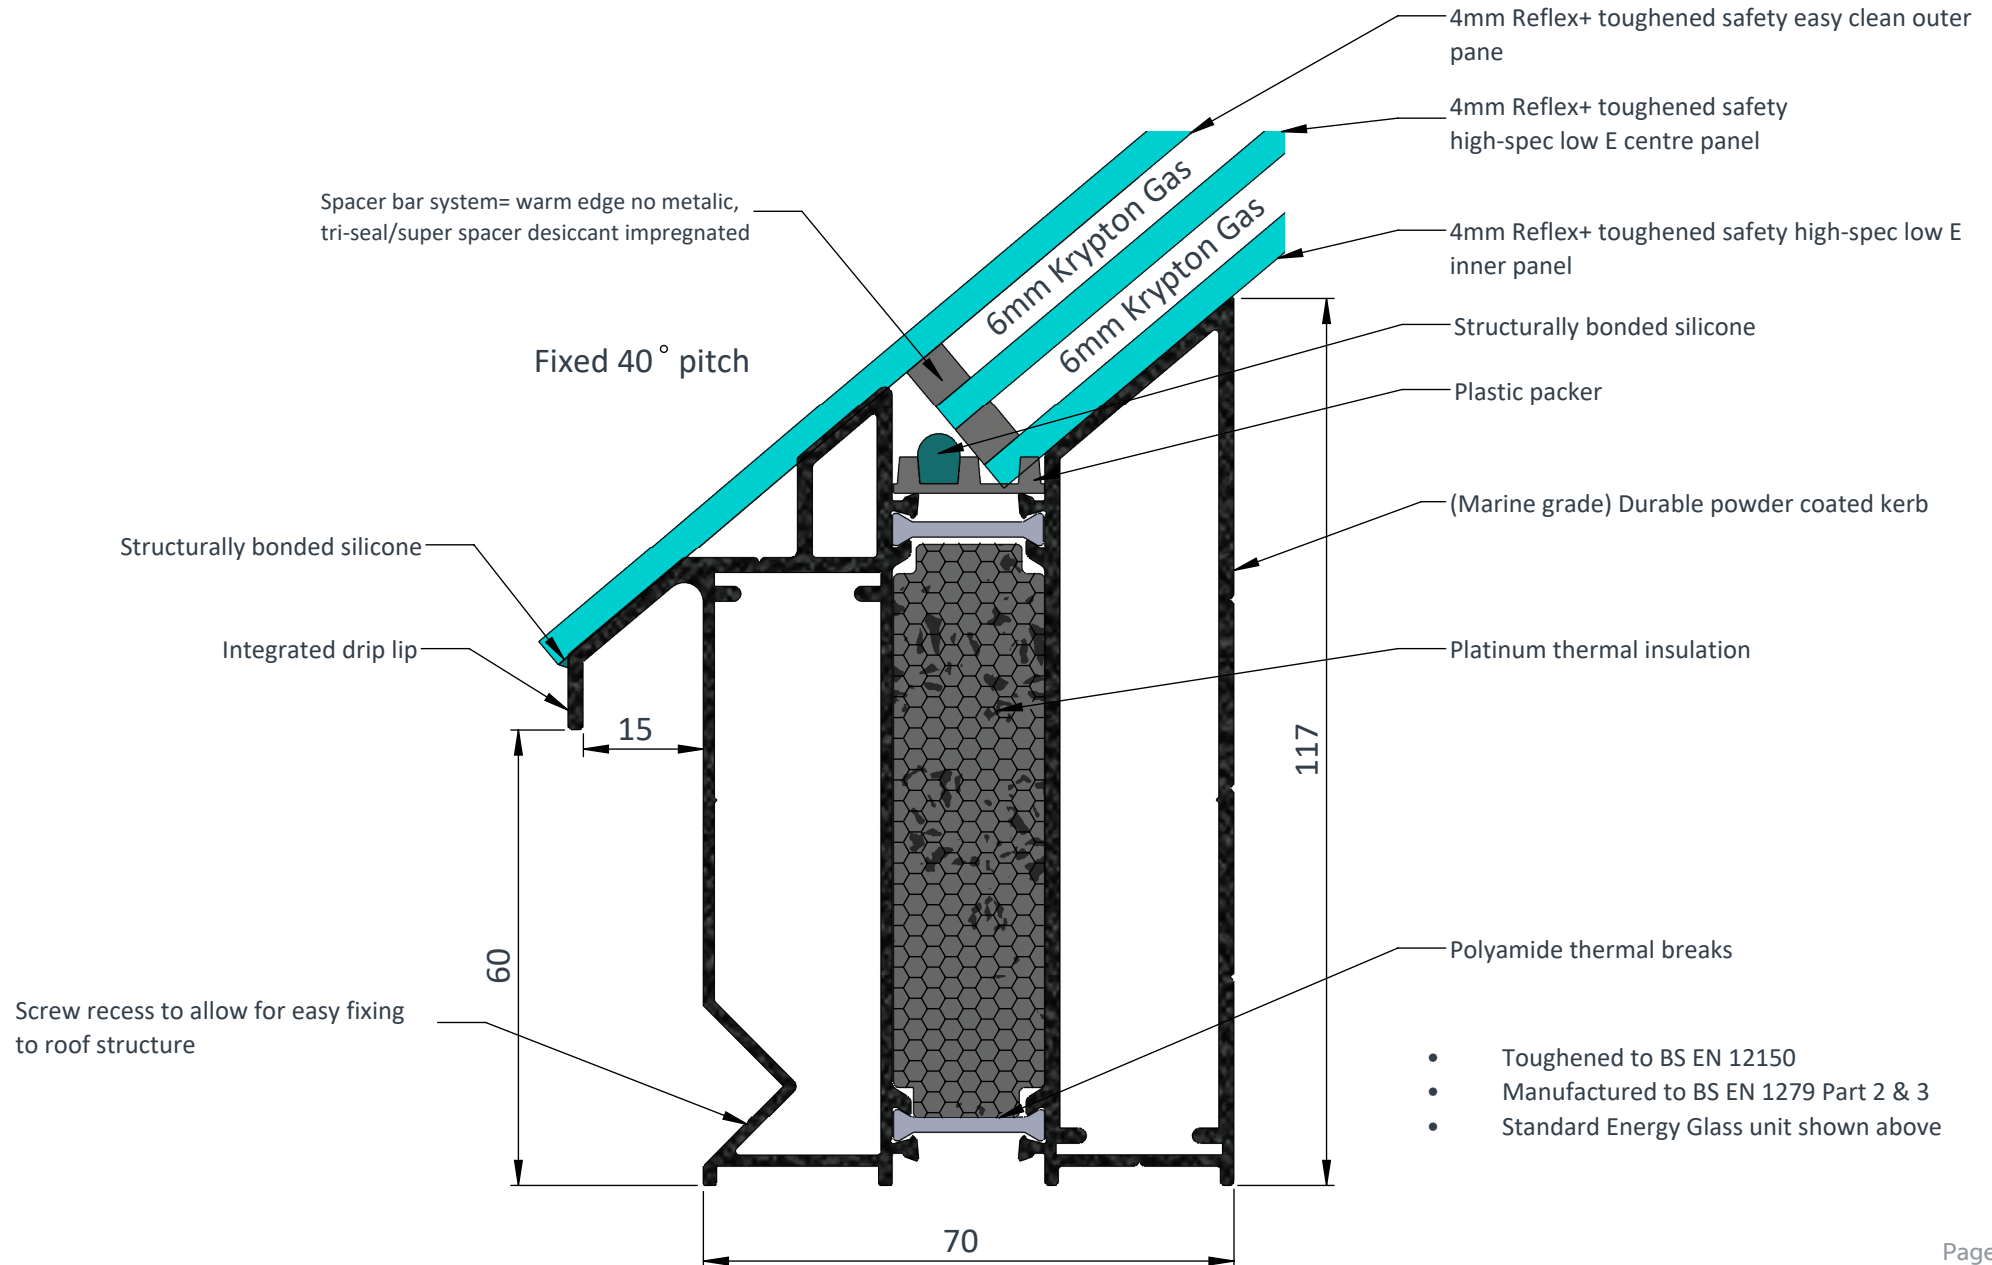 4mm Reflex+ toughened safety easy clean outer
pane
4mm Reflex+ toughened safety
high-spec low E centre panel
Spacer bar system= warm edge no metalic,
tri-seal/super spacer desiccant impregnated
6mm Krypton Gas
6mm Krypton Gas
4mm Reflex+ toughened safety high-spec low E
inner panel
Structurally bonded silicone
Fixed 40° pitch
Plastic packer
(Marine grade) Durable powder coated kerb
Structurally bonded silicone
Integrated drip lip
Platinum thermal insulation
15
117
60
Polyamide thermal breaks
Screw recess to allow for easy fixing
to roof structure
• Toughened to BS EN 12150
• Manufactured to BS EN 1279 Part 2 & 3
• Standard Energy Glass unit shown above
70
Page